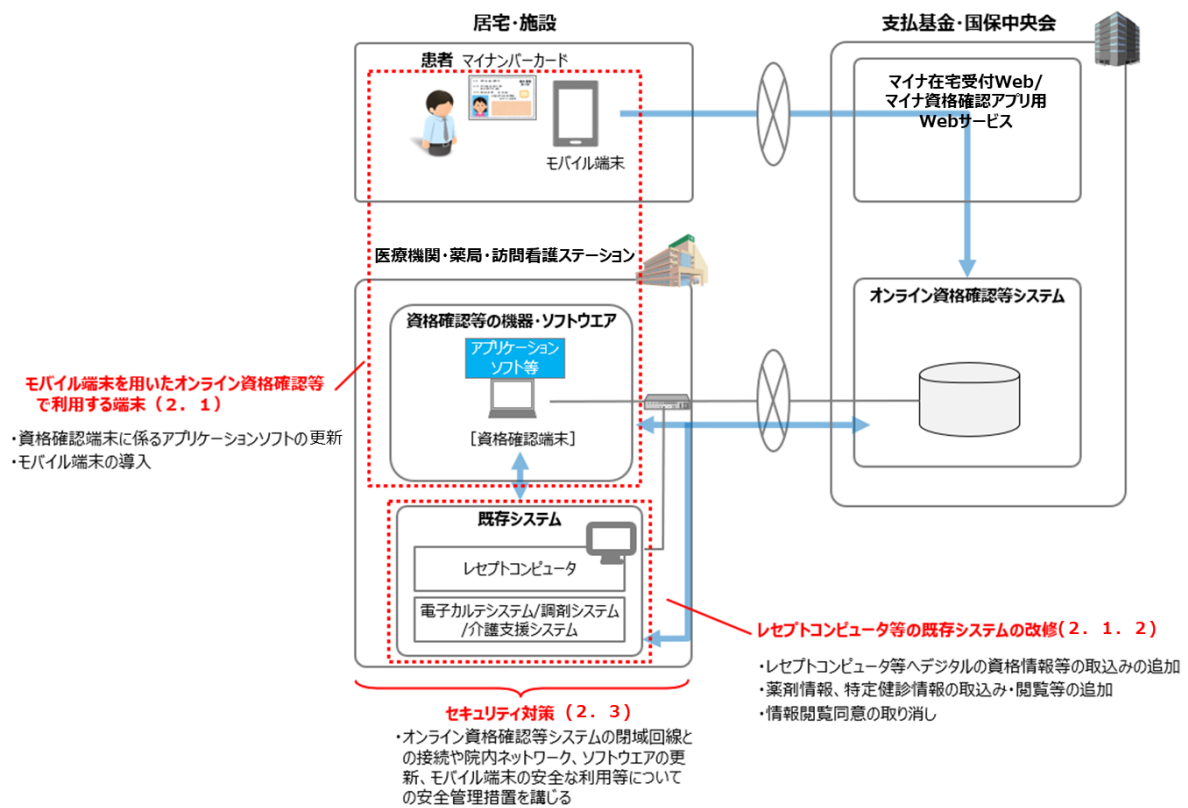 居宅・施設
患者 マイナンバーカード
モバイル端末
支払基金・国保中央会
マイナ在宅受付Web/
マイナ資格確認アプリ用
Webサービス
医療機関・薬局・訪問看護ステーション
資格確認等の機器・ソフトウエア
アプリケーション
ソフト等
[資格確認端末]
オンライン資格確認等システム
モバイル端末を用いたオンライン資格確認等
で利用する端末（２．１）
・資格確認端末に係るアプリケーションソフトの更新
・モバイル端末の導入
既存システム
レセプトコンピュータ
電子カルテシステム/調剤システム
/介護支援システム
レセプトコンピュータ等の既存システムの改修(２．１．２)
・レセプトコンピュータ等へデジタルの資格情報等の取込みの追加
・薬剤情報、特定健診情報の取込み・閲覧等の追加
・情報閲覧同意の取り消し
セキュリティ対策 （２．３）
・オンライン資格確認等システムの閉域回線と
の接続や院内ネットワーク、ソフトウエアの更
新、モバイル端末の安全な利用等について
の安全管理措置を講じる